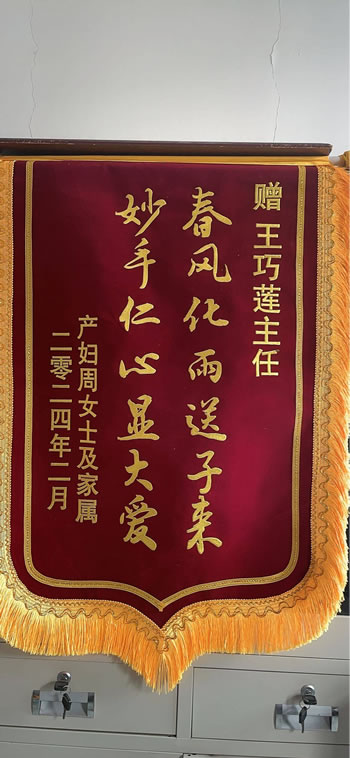 赠 王巧莲主任
春风化雨送子来
妙手仁心显大爱
产妇周女士及家属
二零二四年二月